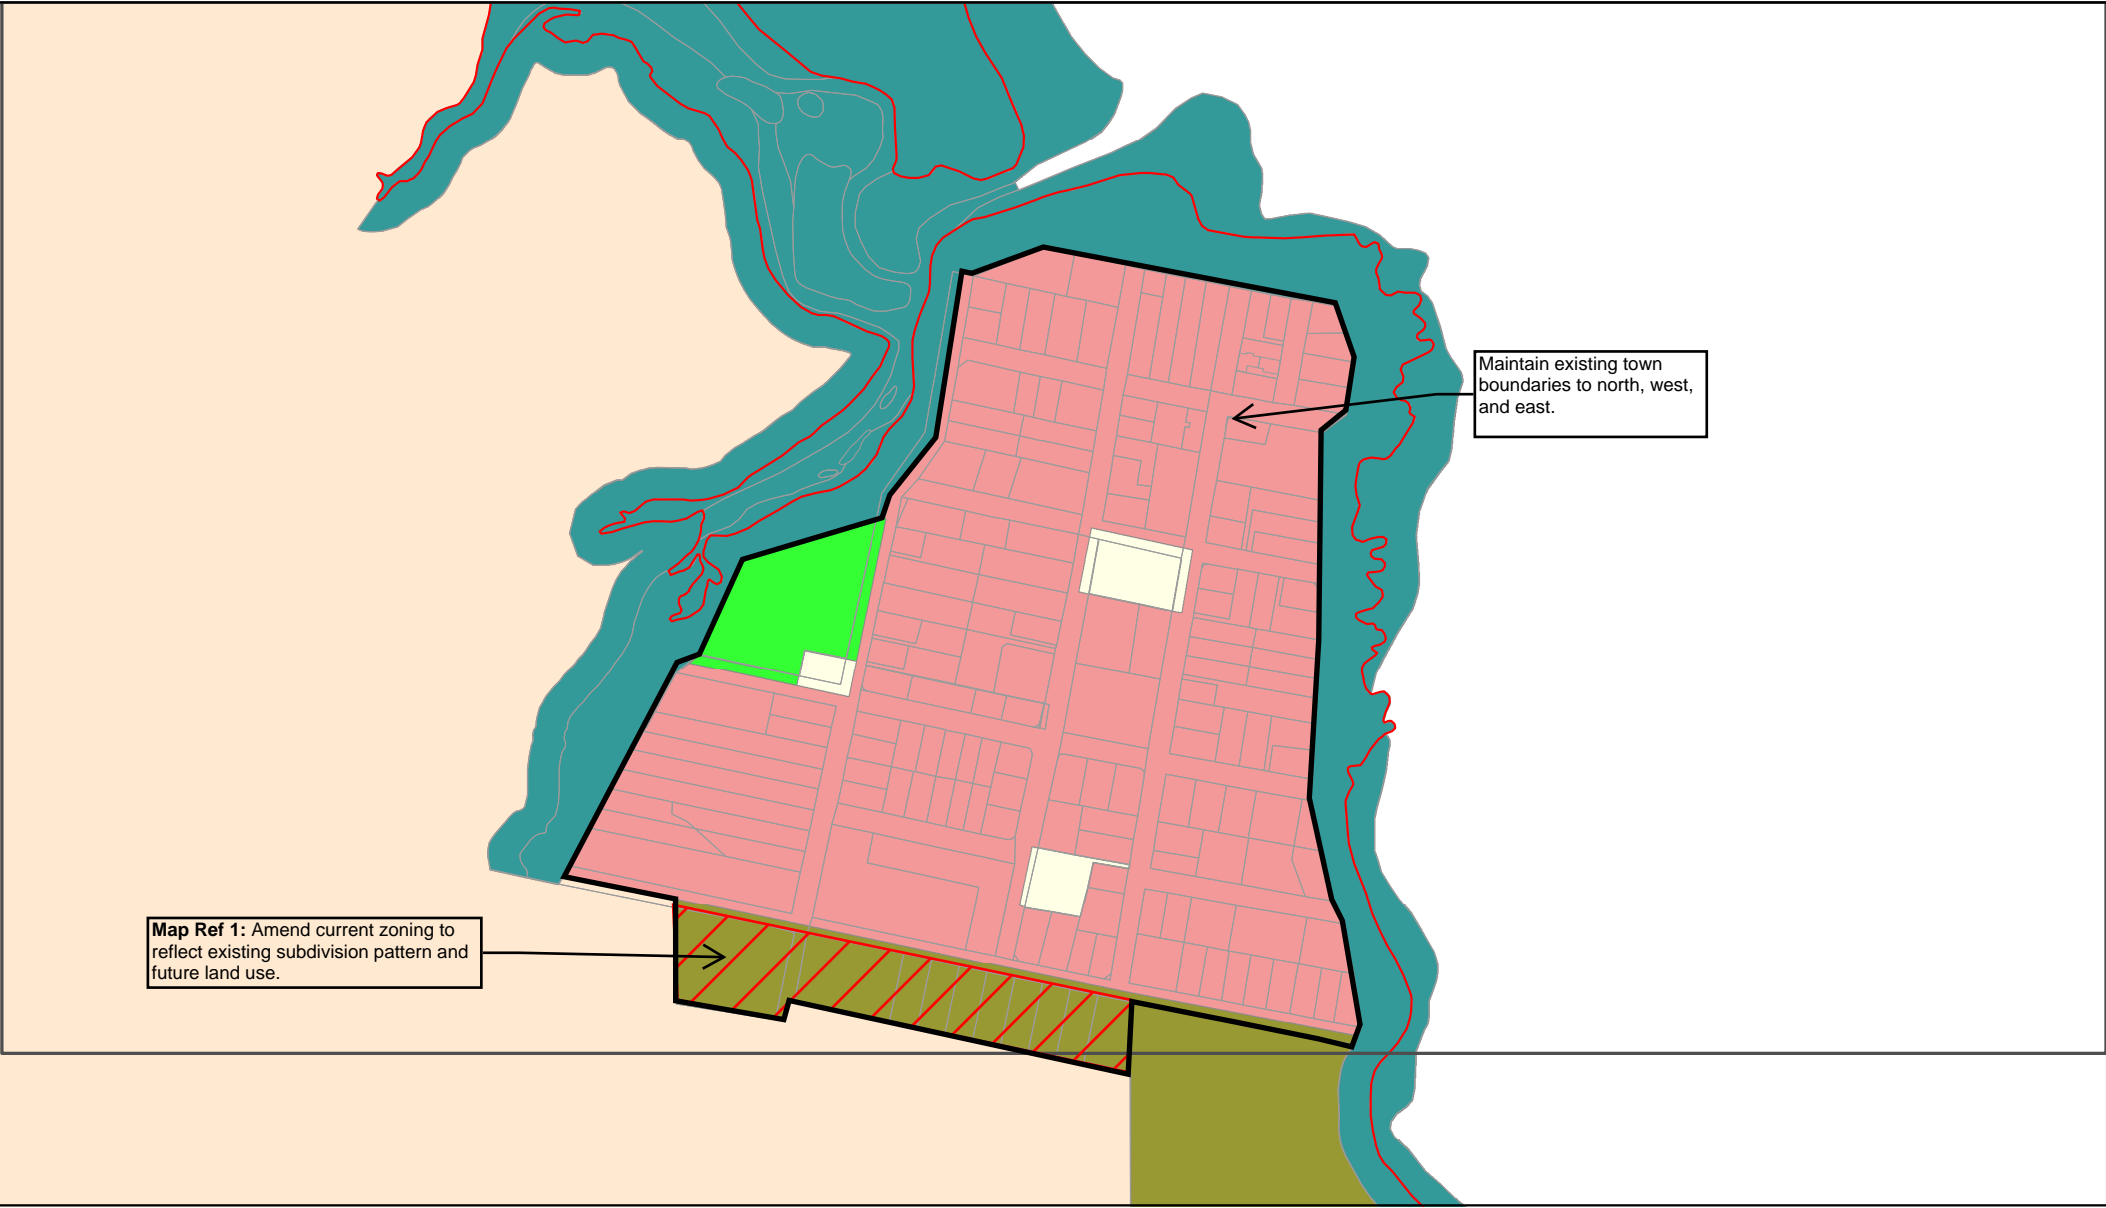 Maintain existing town
boundaries to north, west,
and east.
Map Ref 1: Amend current zoning to
reflect existing subdivision pattern and
future land use.